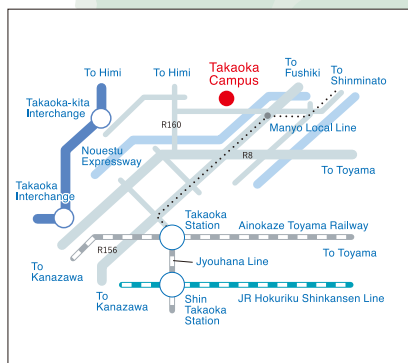 Takaoka
Campus
To Himi
To Himi
To
Fushiki
To
Shinminato
Takaoka-kita
Interchange
R160
Manyo Local Line
Nouestu
Expressway
R8
To Toyama
Takaoka
Interchange
Takaoka
Station
Ainokaze Toyama Railway
R156
To Toyama
To
Kanazawa
Jyouhana Line
To
Kanazawa
Shin
Takaoka
Station
JR Hokuriku Shinkansen Line